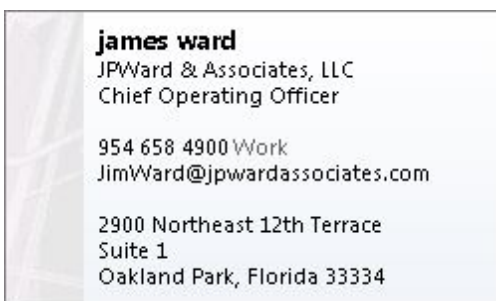 james ward
JPWard & Associates, LLC
Chief Operating Officer
954 658 4900 Work
JimWard@jpwardassociates.com
2900 Northeast 12th Terrace
Suite 1
Oakland Park, Florida 33334